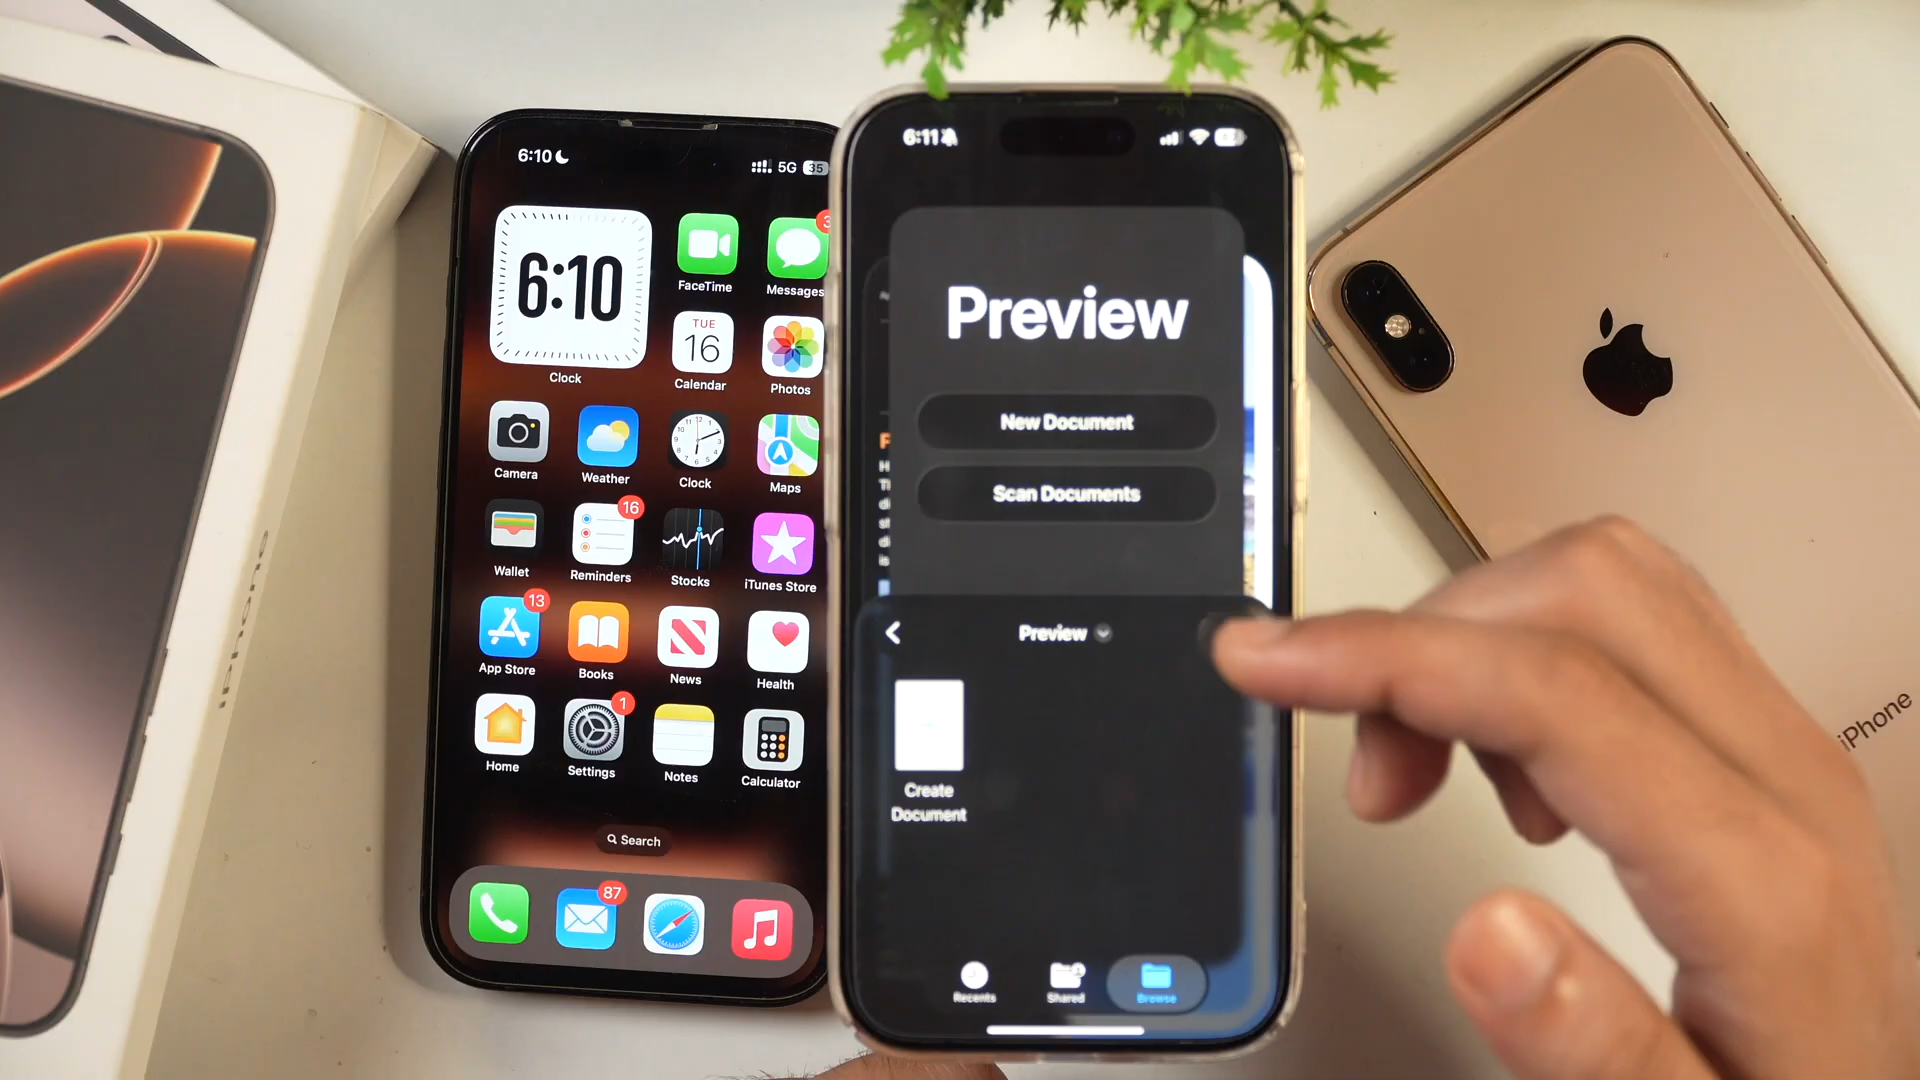 iPhone
6:10
5G 35
6:10
Clock
FaceTime
3
Messages
TUE
16
Calendar
Photos
Camera
Weather
Clock
Maps
Wallet
16
Reminders
Stocks
iTunes Store
13
App Store
Books
News
Health
Home
1
Settings
Notes
Calculator
Search
87
6:11
Preview
New Document
Scan Documents
Preview
Create
Document
Recents
Shared
Browse
iPhone